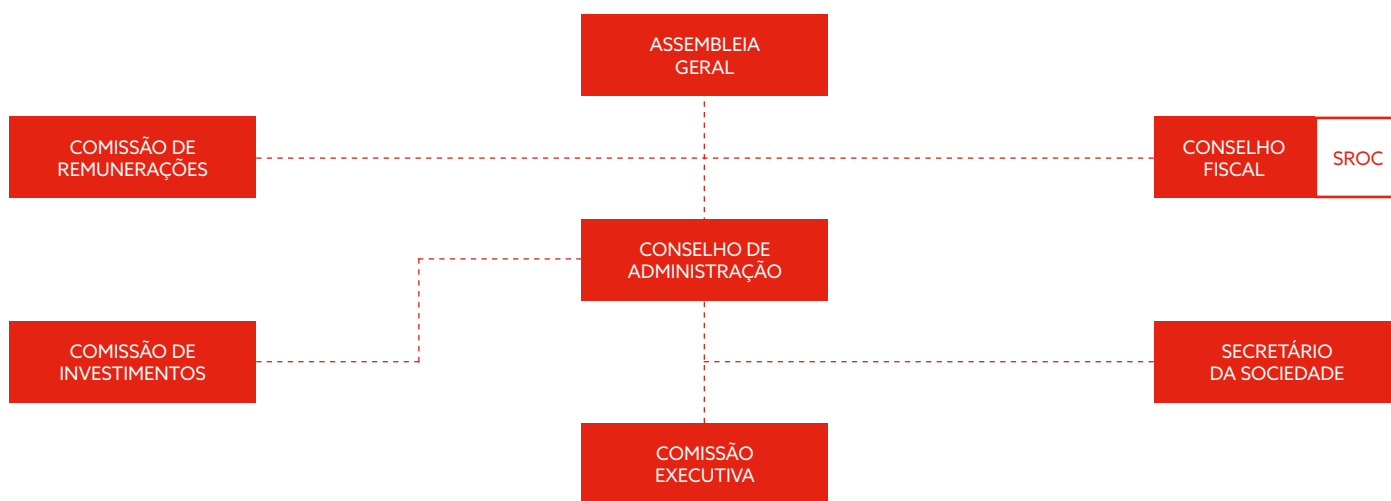 ASSEMBLEIA
GERAL
COMISSÃO DE
REMUNERAÇÕES
CONSELHO
FISCAL
SROC
CONSELHO DE
ADMINISTRAÇÃO
COMISSÃO DE
INVESTIMENTOS
SECRETÁRIO
DA SOCIEDADE
COMISSÃO
EXECUTIVA